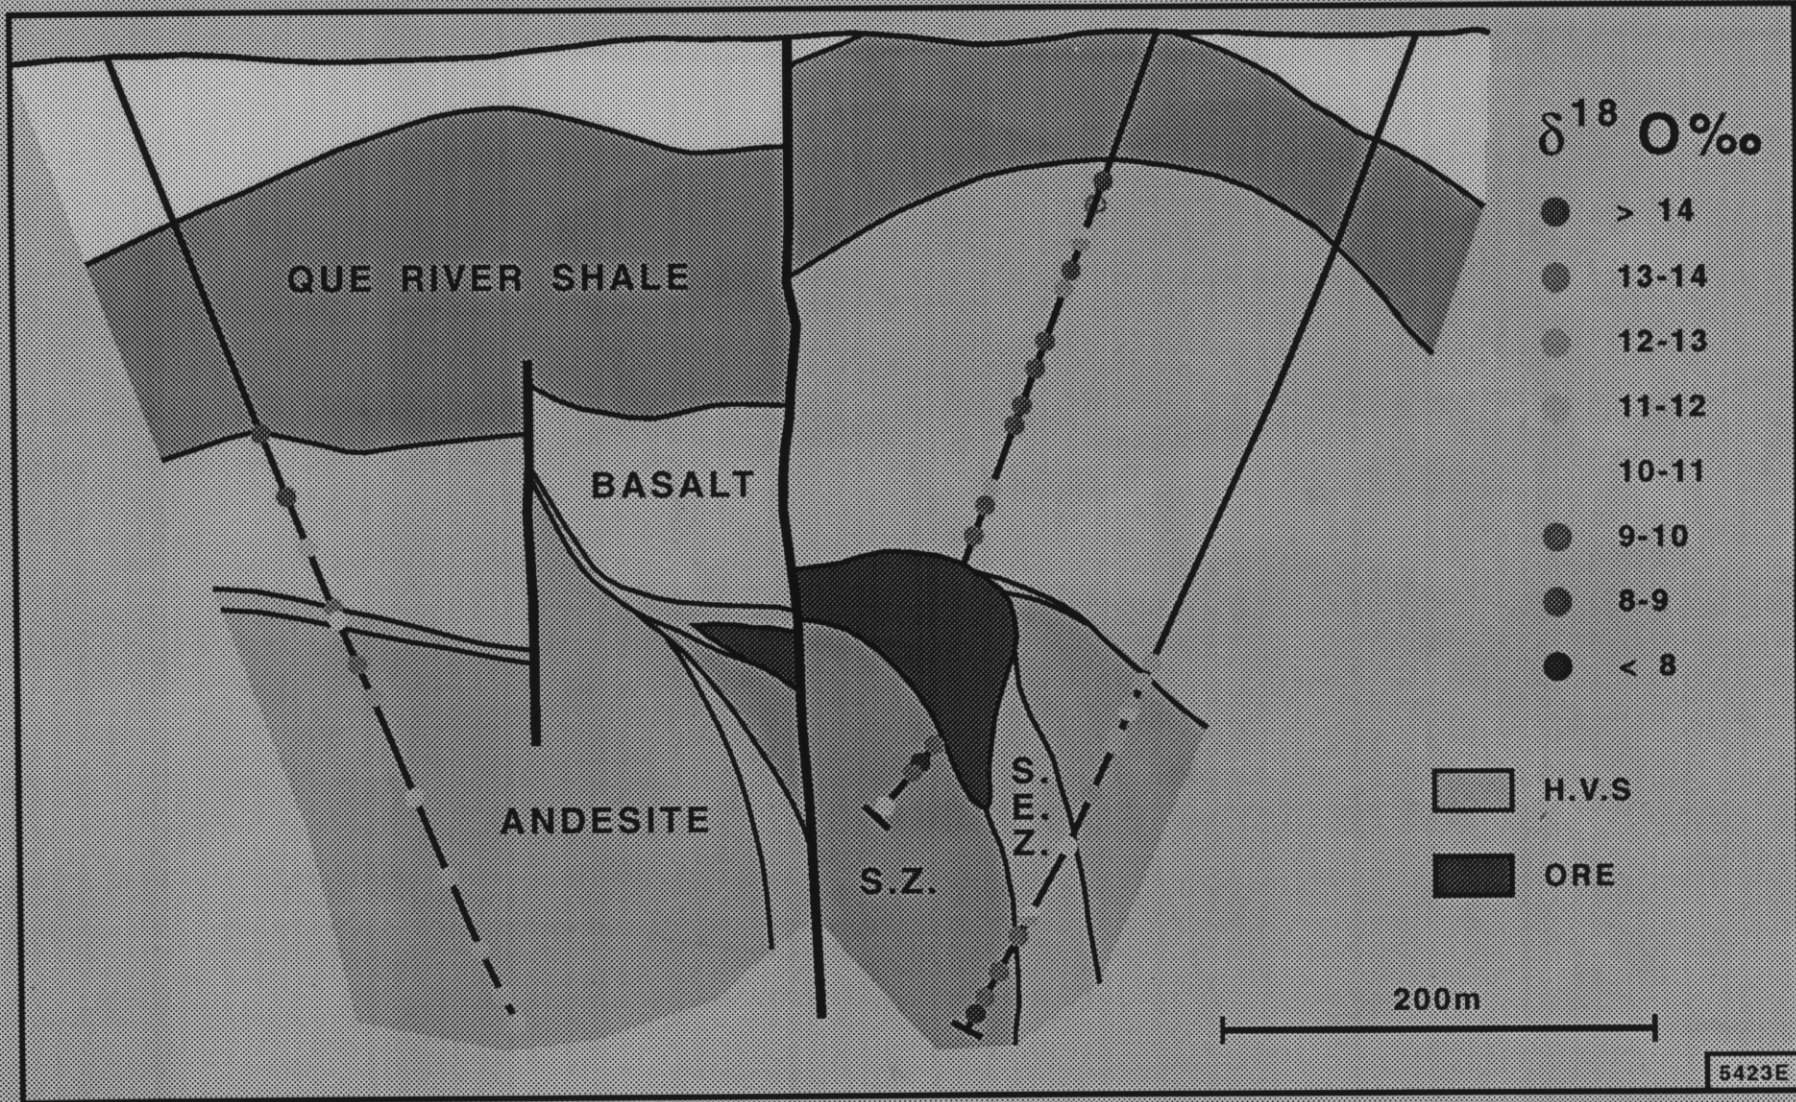 δ18 O‰
> 14
13-14
12-13
11-12
10-11
9-10
8-9
< 8
QUE RIVER SHALE
BASALT
ANDESITE
S.Z.
S.
E.
Z.
H.V.S
ORE
200m
5423E